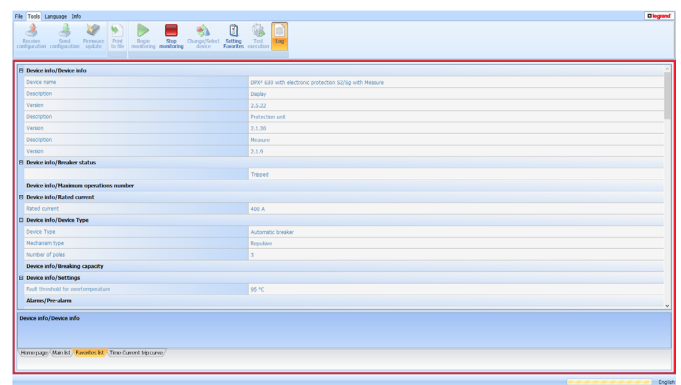 File Tools Language Info
legrand
Receive configuration
Send configuration
Firmware update
Print to file
Begin monitoring
Stop monitoring
Change/Select device
Setting Favorites
Test execution
Log
Device info/Device info
Device name DPX³ 630 with electronic protection S2/Sg with Measure
Description Display
Version 2.5.22
Description Protection unit
Version
Description Measure
Version 2.1.9
Device info/Breaker status
Tripped
Device info/Maximum operations number
Device info/Rated current
Rated current 400 A
Device info/Device Type
Device Type Automatic breaker
Mechanism type Repulsive
Number of poles 3
Device info/Breaking capacity
Device info/Settings
Fault threshold for overtemperature 95 °C
Alarms/Pre-alarm
Device info/Device info
Home page Main list Favorites list Time-Current trip curve
English